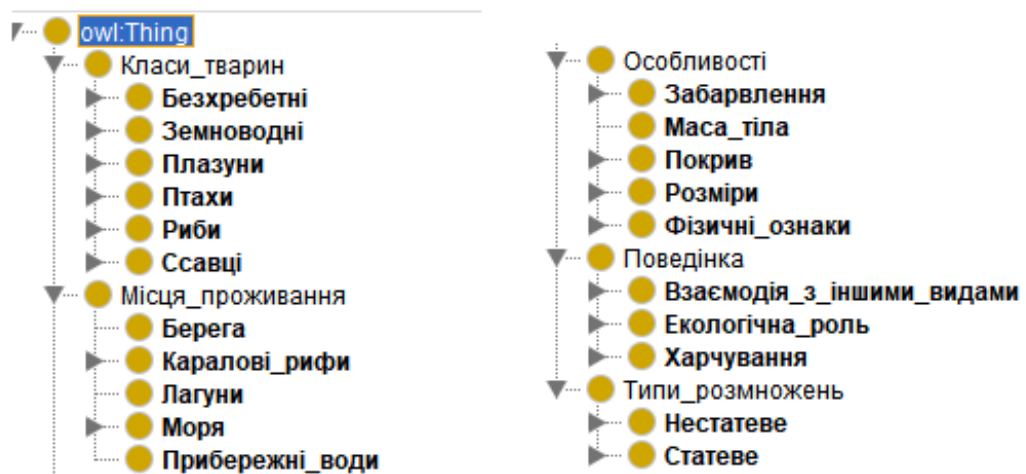 owl:Thing
Класи_тварин
Безхребетні
Земноводні
Плазуни
Птахи
Риби
Ссавці
Місця_проживання
Берега
Каралові_рифи
Лагуни
Моря
Прибережні_води
Особливості
Забарвлення
Маса_тіла
Покрив
Розміри
Фізичні_ознаки
Поведінка
Взаємодія_з_іншими_видами
Екологічна_роль
Харчування
Типи_розмножень
Нестатеве
Статеве